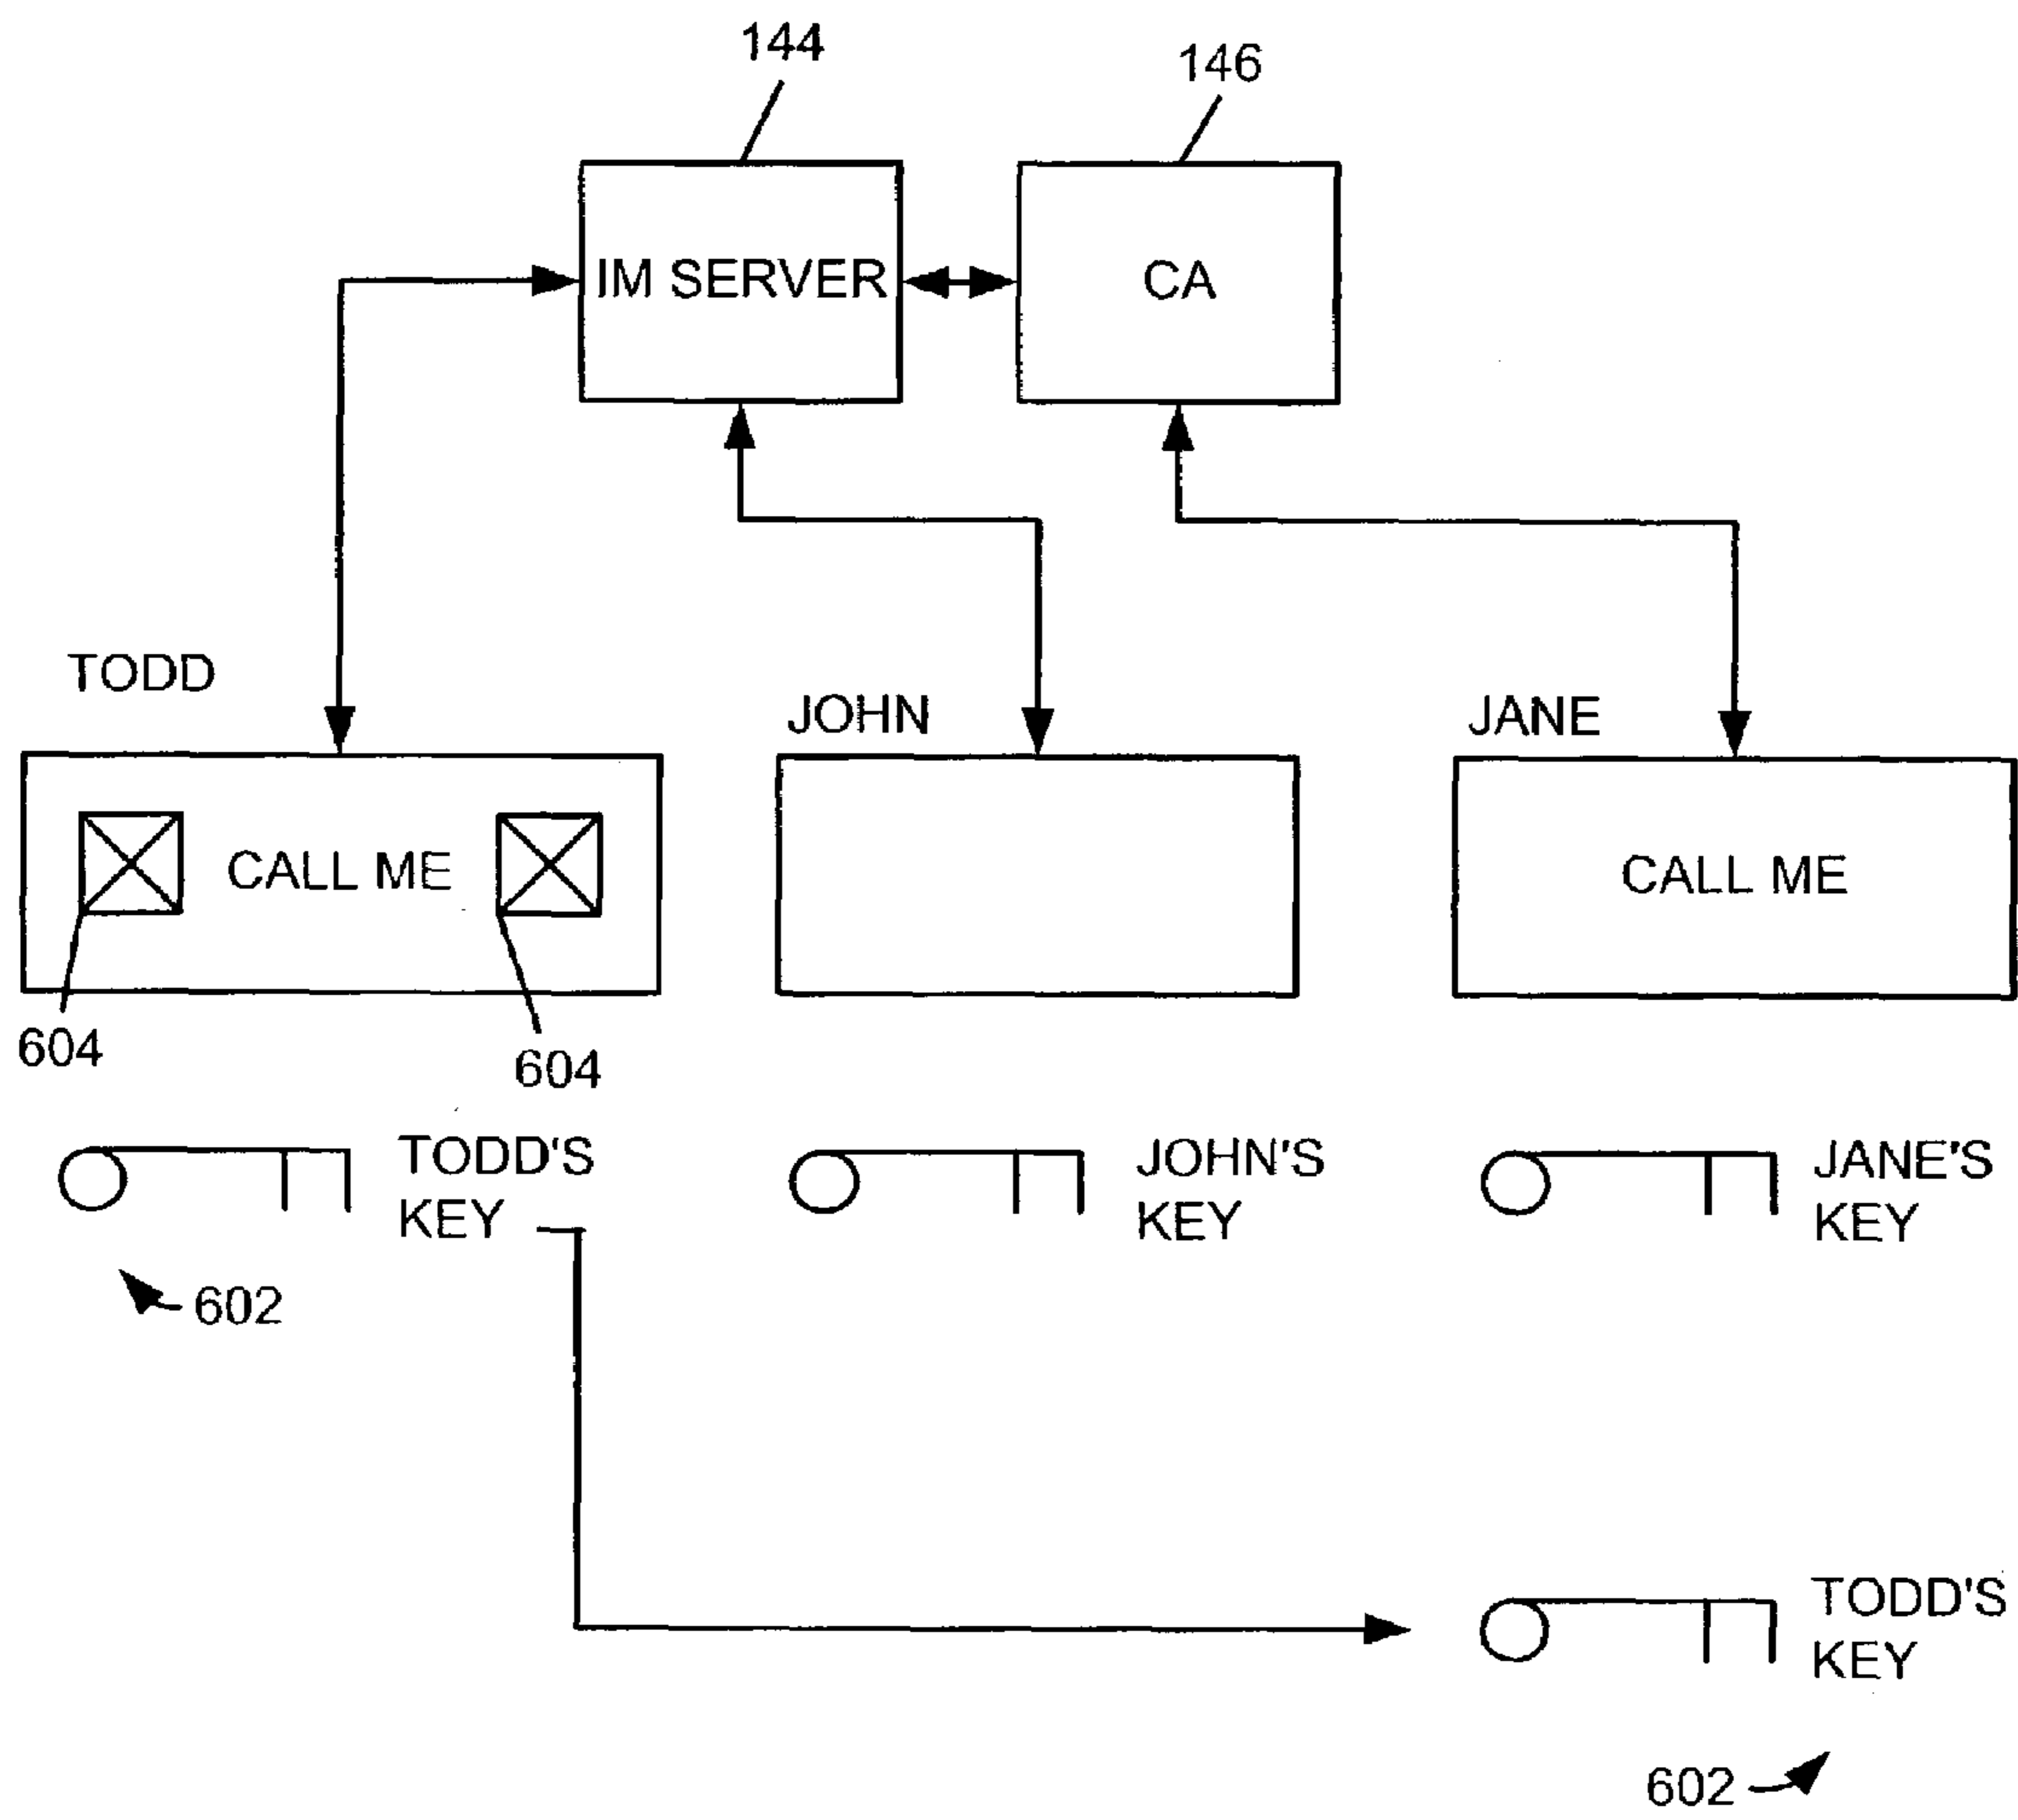 144
146
IM SERVER
CA
TODD
JOHN
JANE
CALL ME
CALL ME
604
604
TODD'S
KEY
JOHN'S
KEY
JANE'S
KEY
602
TODD'S
KEY
602